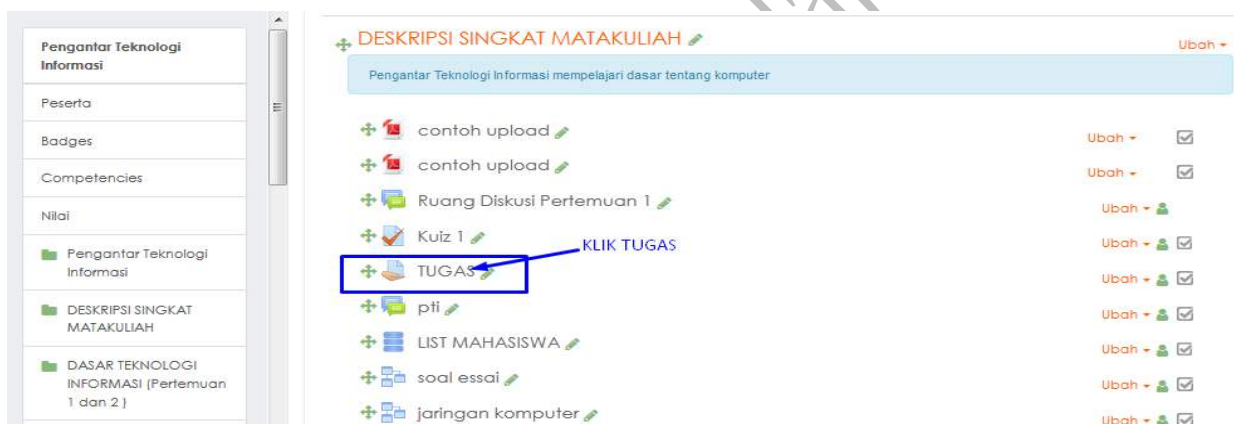 Pengantar Teknologi
Informasi
Peserta
Badges
Competencies
Nilai
Pengantar Teknologi
Informasi
DESKRIPSI SINGKAT
MATAKULIAH
DASAR TEKNOLOGI
INFORMASI (Pertemuan
1 dan 2 )
DESKRIPSI SINGKAT MATAKULIAH
Ubah
Pengantar Teknologi Informasi mempelajari dasar tentang komputer
contoh upload
Ubah
contoh upload
Ubah
Ruang Diskusi Pertemuan 1
Ubah
Kuiz 1
Ubah
KLIK TUGAS
TUGAS
Ubah
pti
Ubah
LIST MAHASISWA
Ubah
soal essai
Ubah
jaringan komputer
Ubah